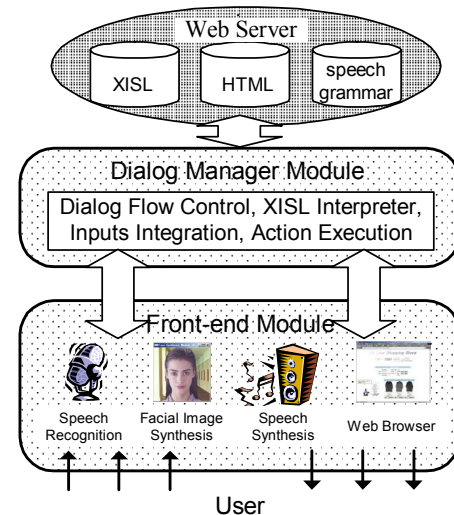 Web Server
XISL
HTML
speech
grammar
Dialog Manager Module
Dialog Flow Control, XISL Interpreter,
Inputs Integration, Action Execution
Front-end Module
Speech
Recognition
Facial Image
Synthesis
Speech
Synthesis
Web Browser
User